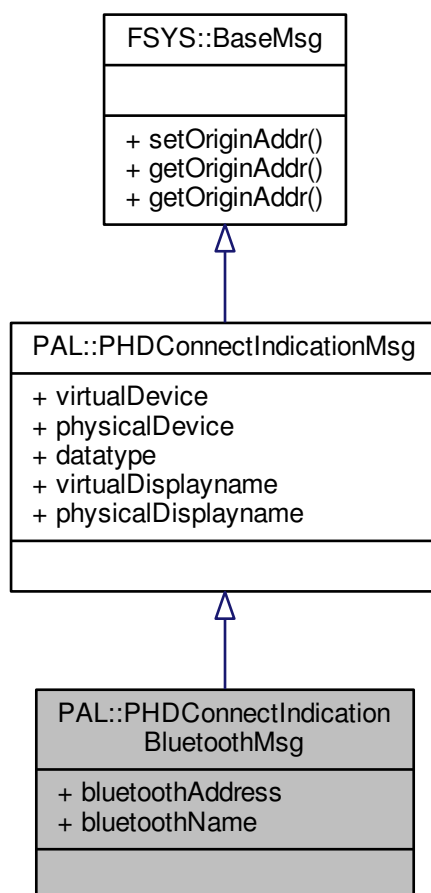 FSYS::BaseMsg
+ setOriginAddr()
+ getOriginAddr()
+ getOriginAddr()
PAL::PHDConnectIndicationMsg
+ virtualDevice
+ physicalDevice
+ datatype
+ virtualDisplayname
+ physicalDisplayname
PAL::PHDConnectIndication
BluetoothMsg
+ bluetoothAddress
+ bluetoothName